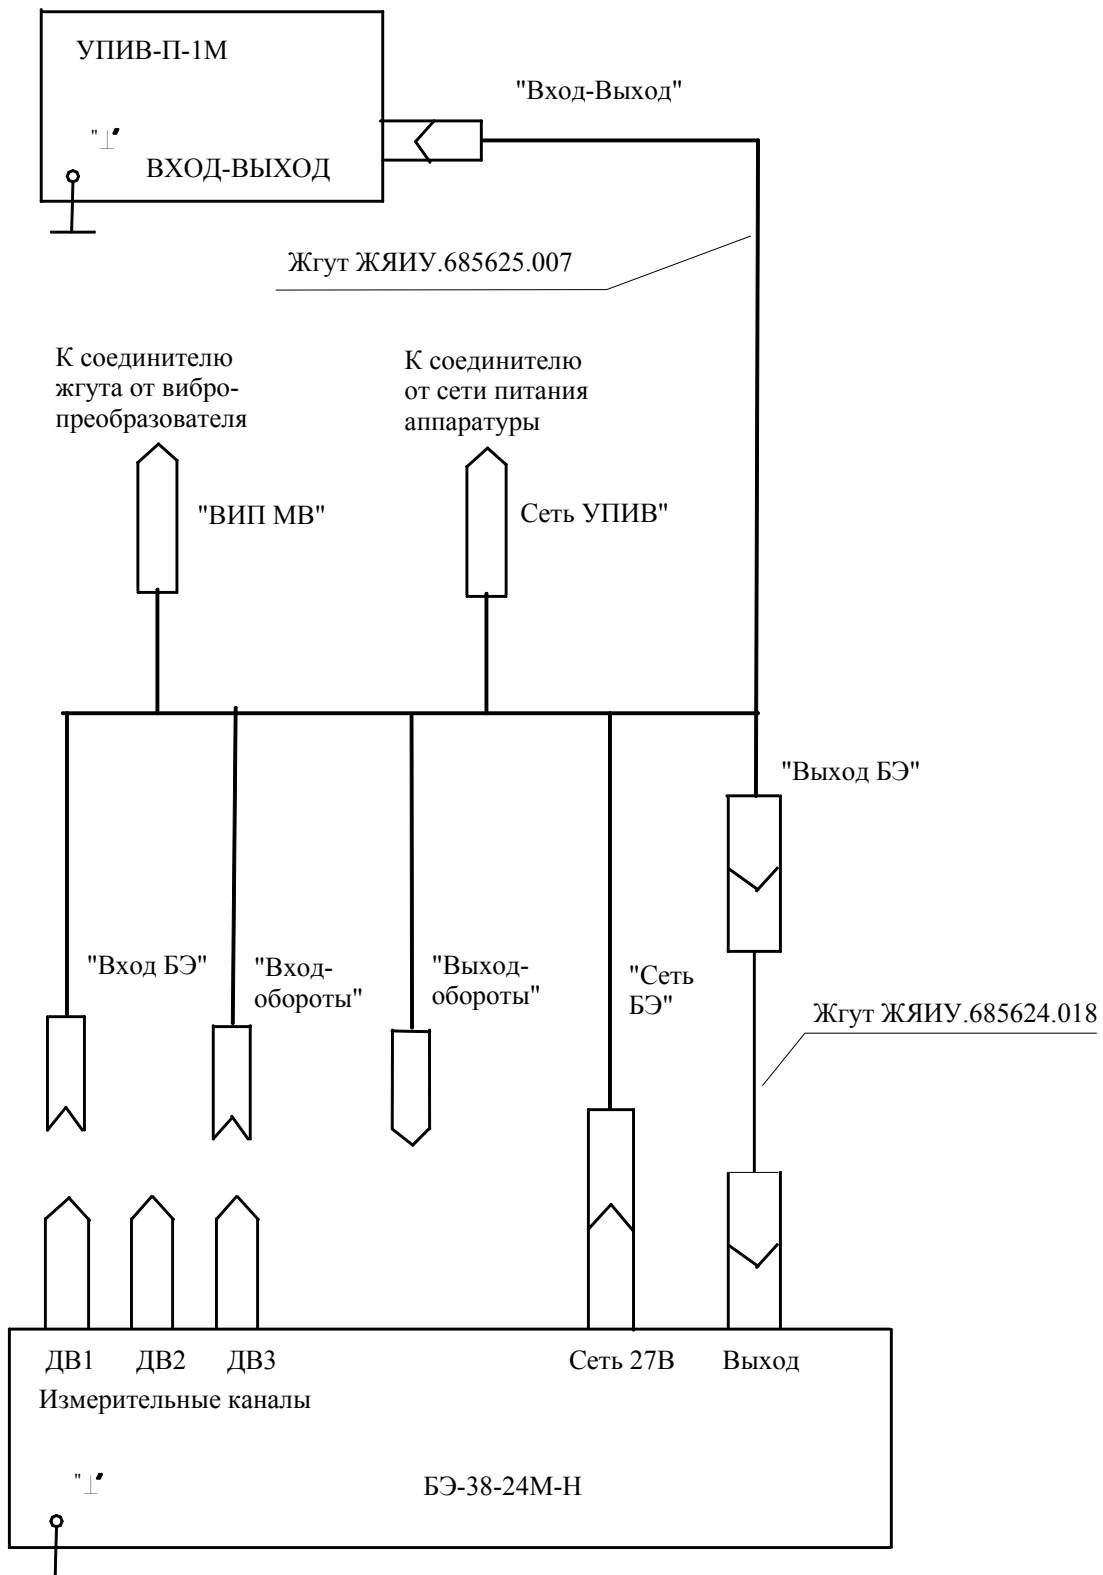 УПИВ-П-1М
"Вход-Выход"
"⊥"
ВХОД-ВЫХОД
Жгут ЖЯИУ.685625.007
К соединителю
жгута от вибро-
преобразователя
К соединителю
от сети питания
аппаратуры
"ВИП МВ"
Сеть УПИВ"
"Выход БЭ"
"Вход БЭ"
"Вход-
обороты"
"Выход-
обороты"
"Сеть
БЭ"
Жгут ЖЯИУ.685624.018
ДВ1
ДВ2
ДВ3
Сеть 27В
Выход
Измерительные каналы
"⊥"
БЭ-38-24М-Н